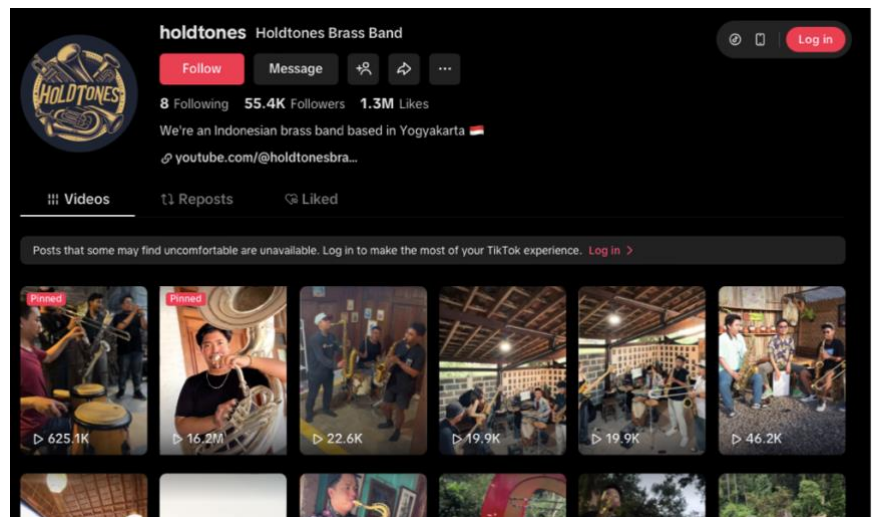 holdtones Holdtones Brass Band
Log in
HOLDTONES
Follow Message
8 Following 55.4K Followers 1.3M Likes
We're an Indonesian brass band based in Yogyakarta 🇮🇩
youtube.com/@holdtonesbra...
Videos Reposts Liked
Posts that some may find uncomfortable are unavailable. Log in to make the most of your TikTok experience. Log in >
Pinned Pinned
625.1K 16.2M 22.6K 19.9K 19.9K 46.2K